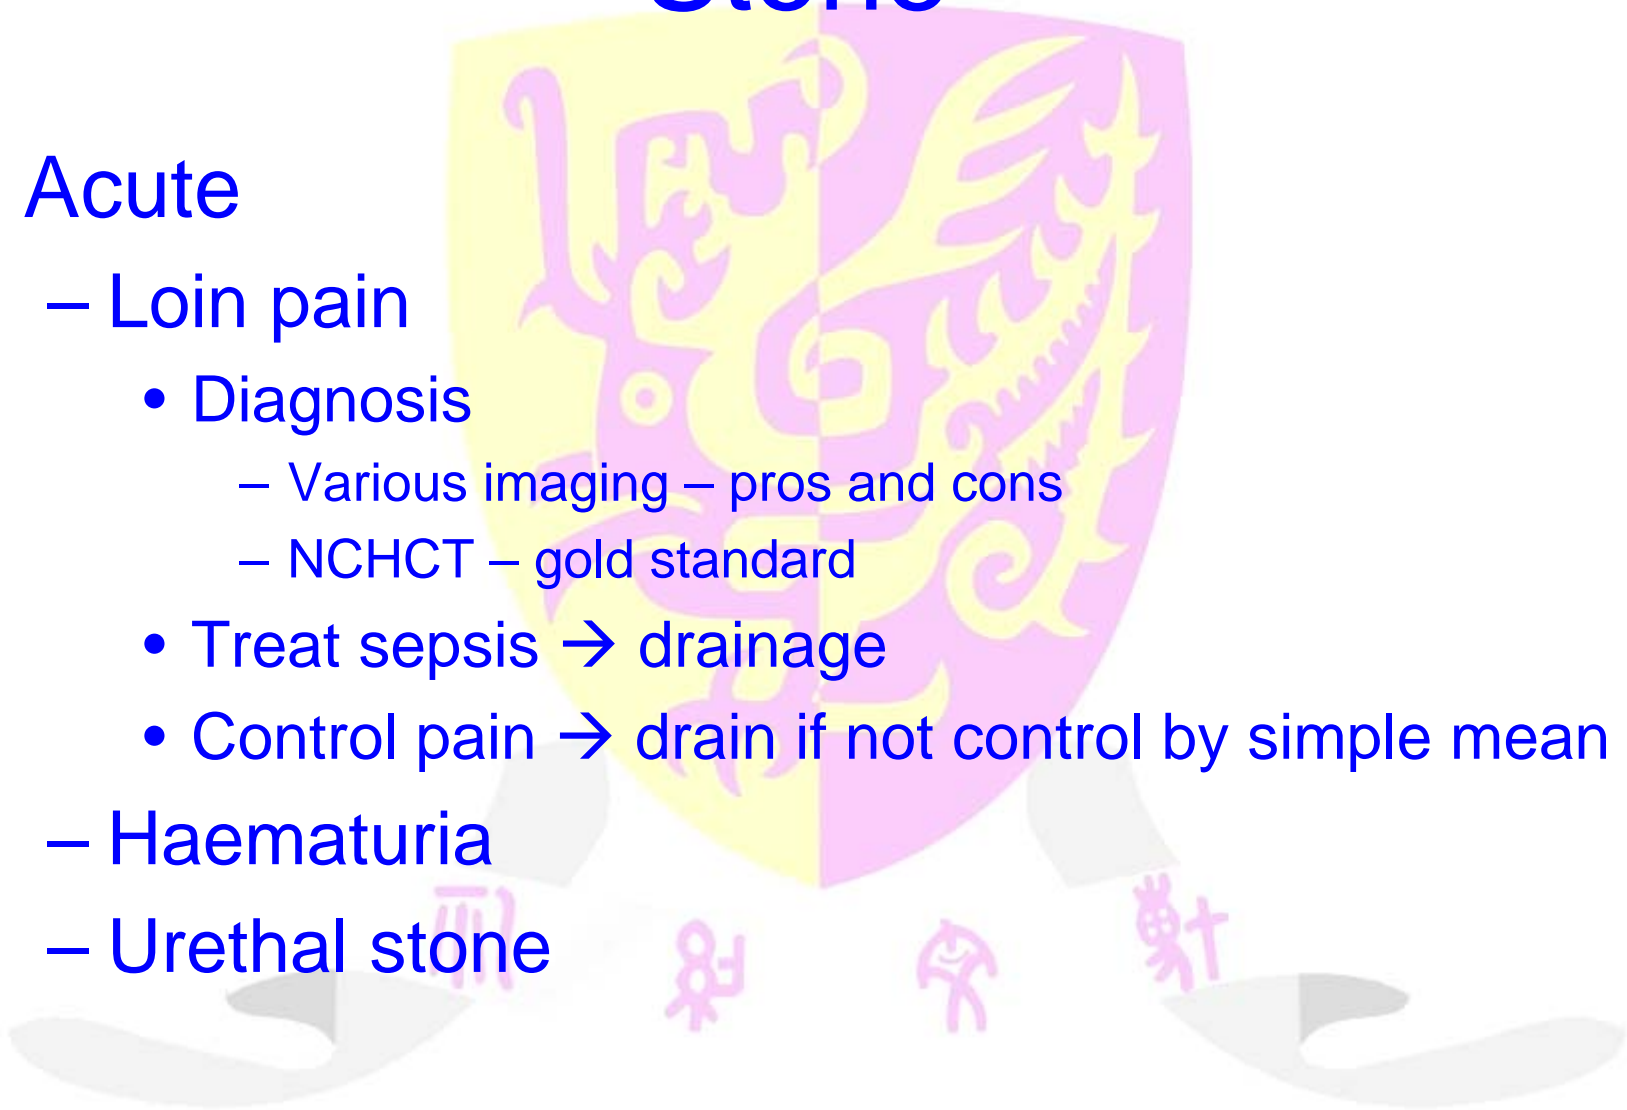 Stone
Acute
– Loin pain
• Diagnosis
– Various imaging – pros and cons
– NCHCT – gold standard
• Treat sepsis → drainage
• Control pain → drain if not control by simple mean
– Haematuria
– Urethal stone